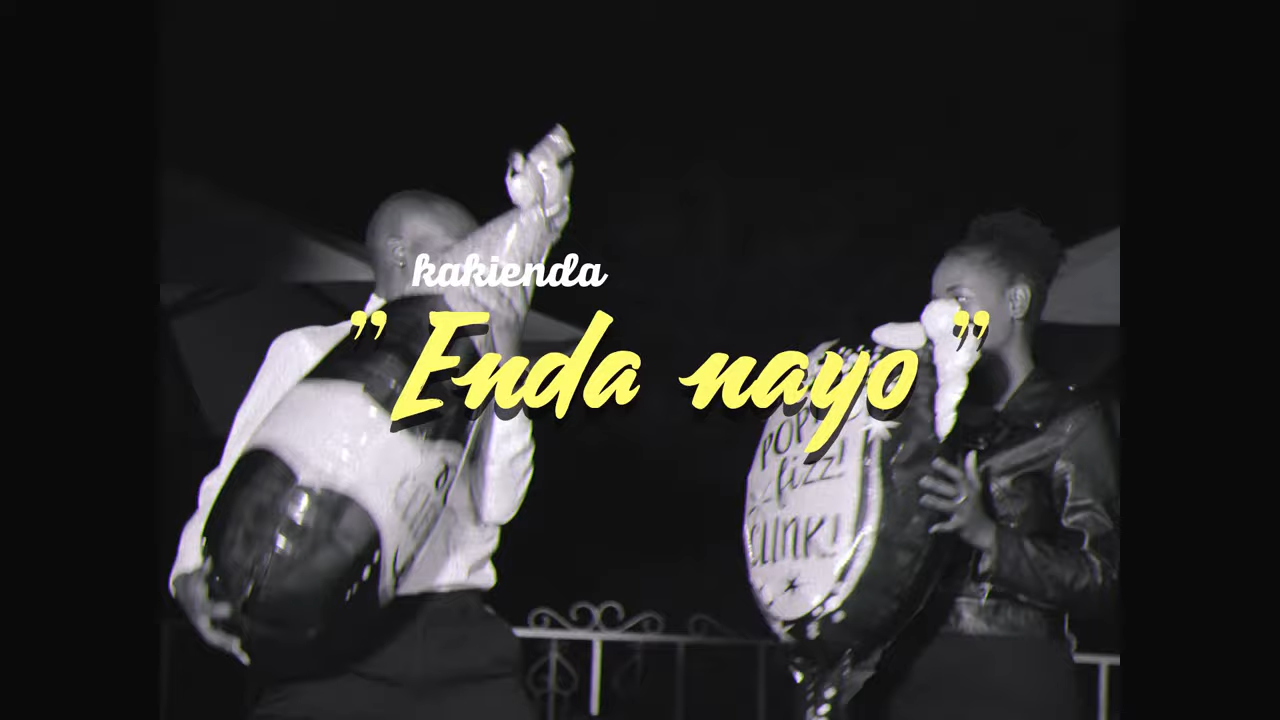 kakienda
” Enda nayo ”
POP!
fizz!
CLINK!